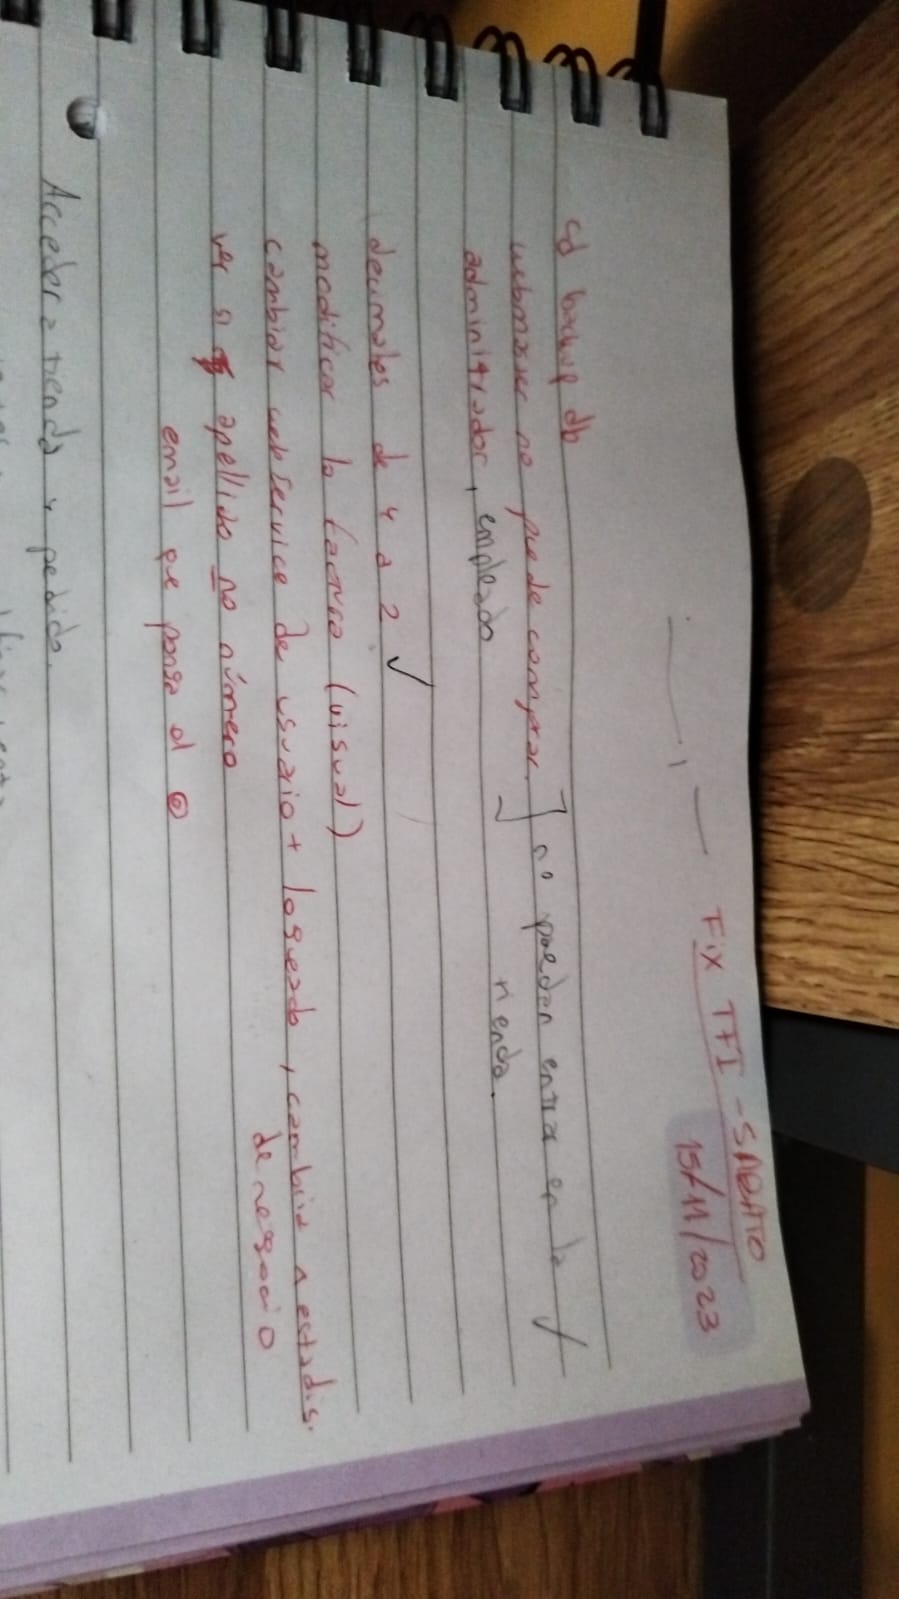 Fix TFI - SABATO
15/11/2023
sd backup db
webmaster no puede comprar. ] no pueden entrar en la ✓
administrador, empleado tienda.
decimales de 4 a 2 ✓
modificar la factura (visual)
cambiar webservice de usuario + logueado, cambiar a estadis.
de negocio
ver si apellido no número
email que ponga el @
Acceder a tienda y pedido.